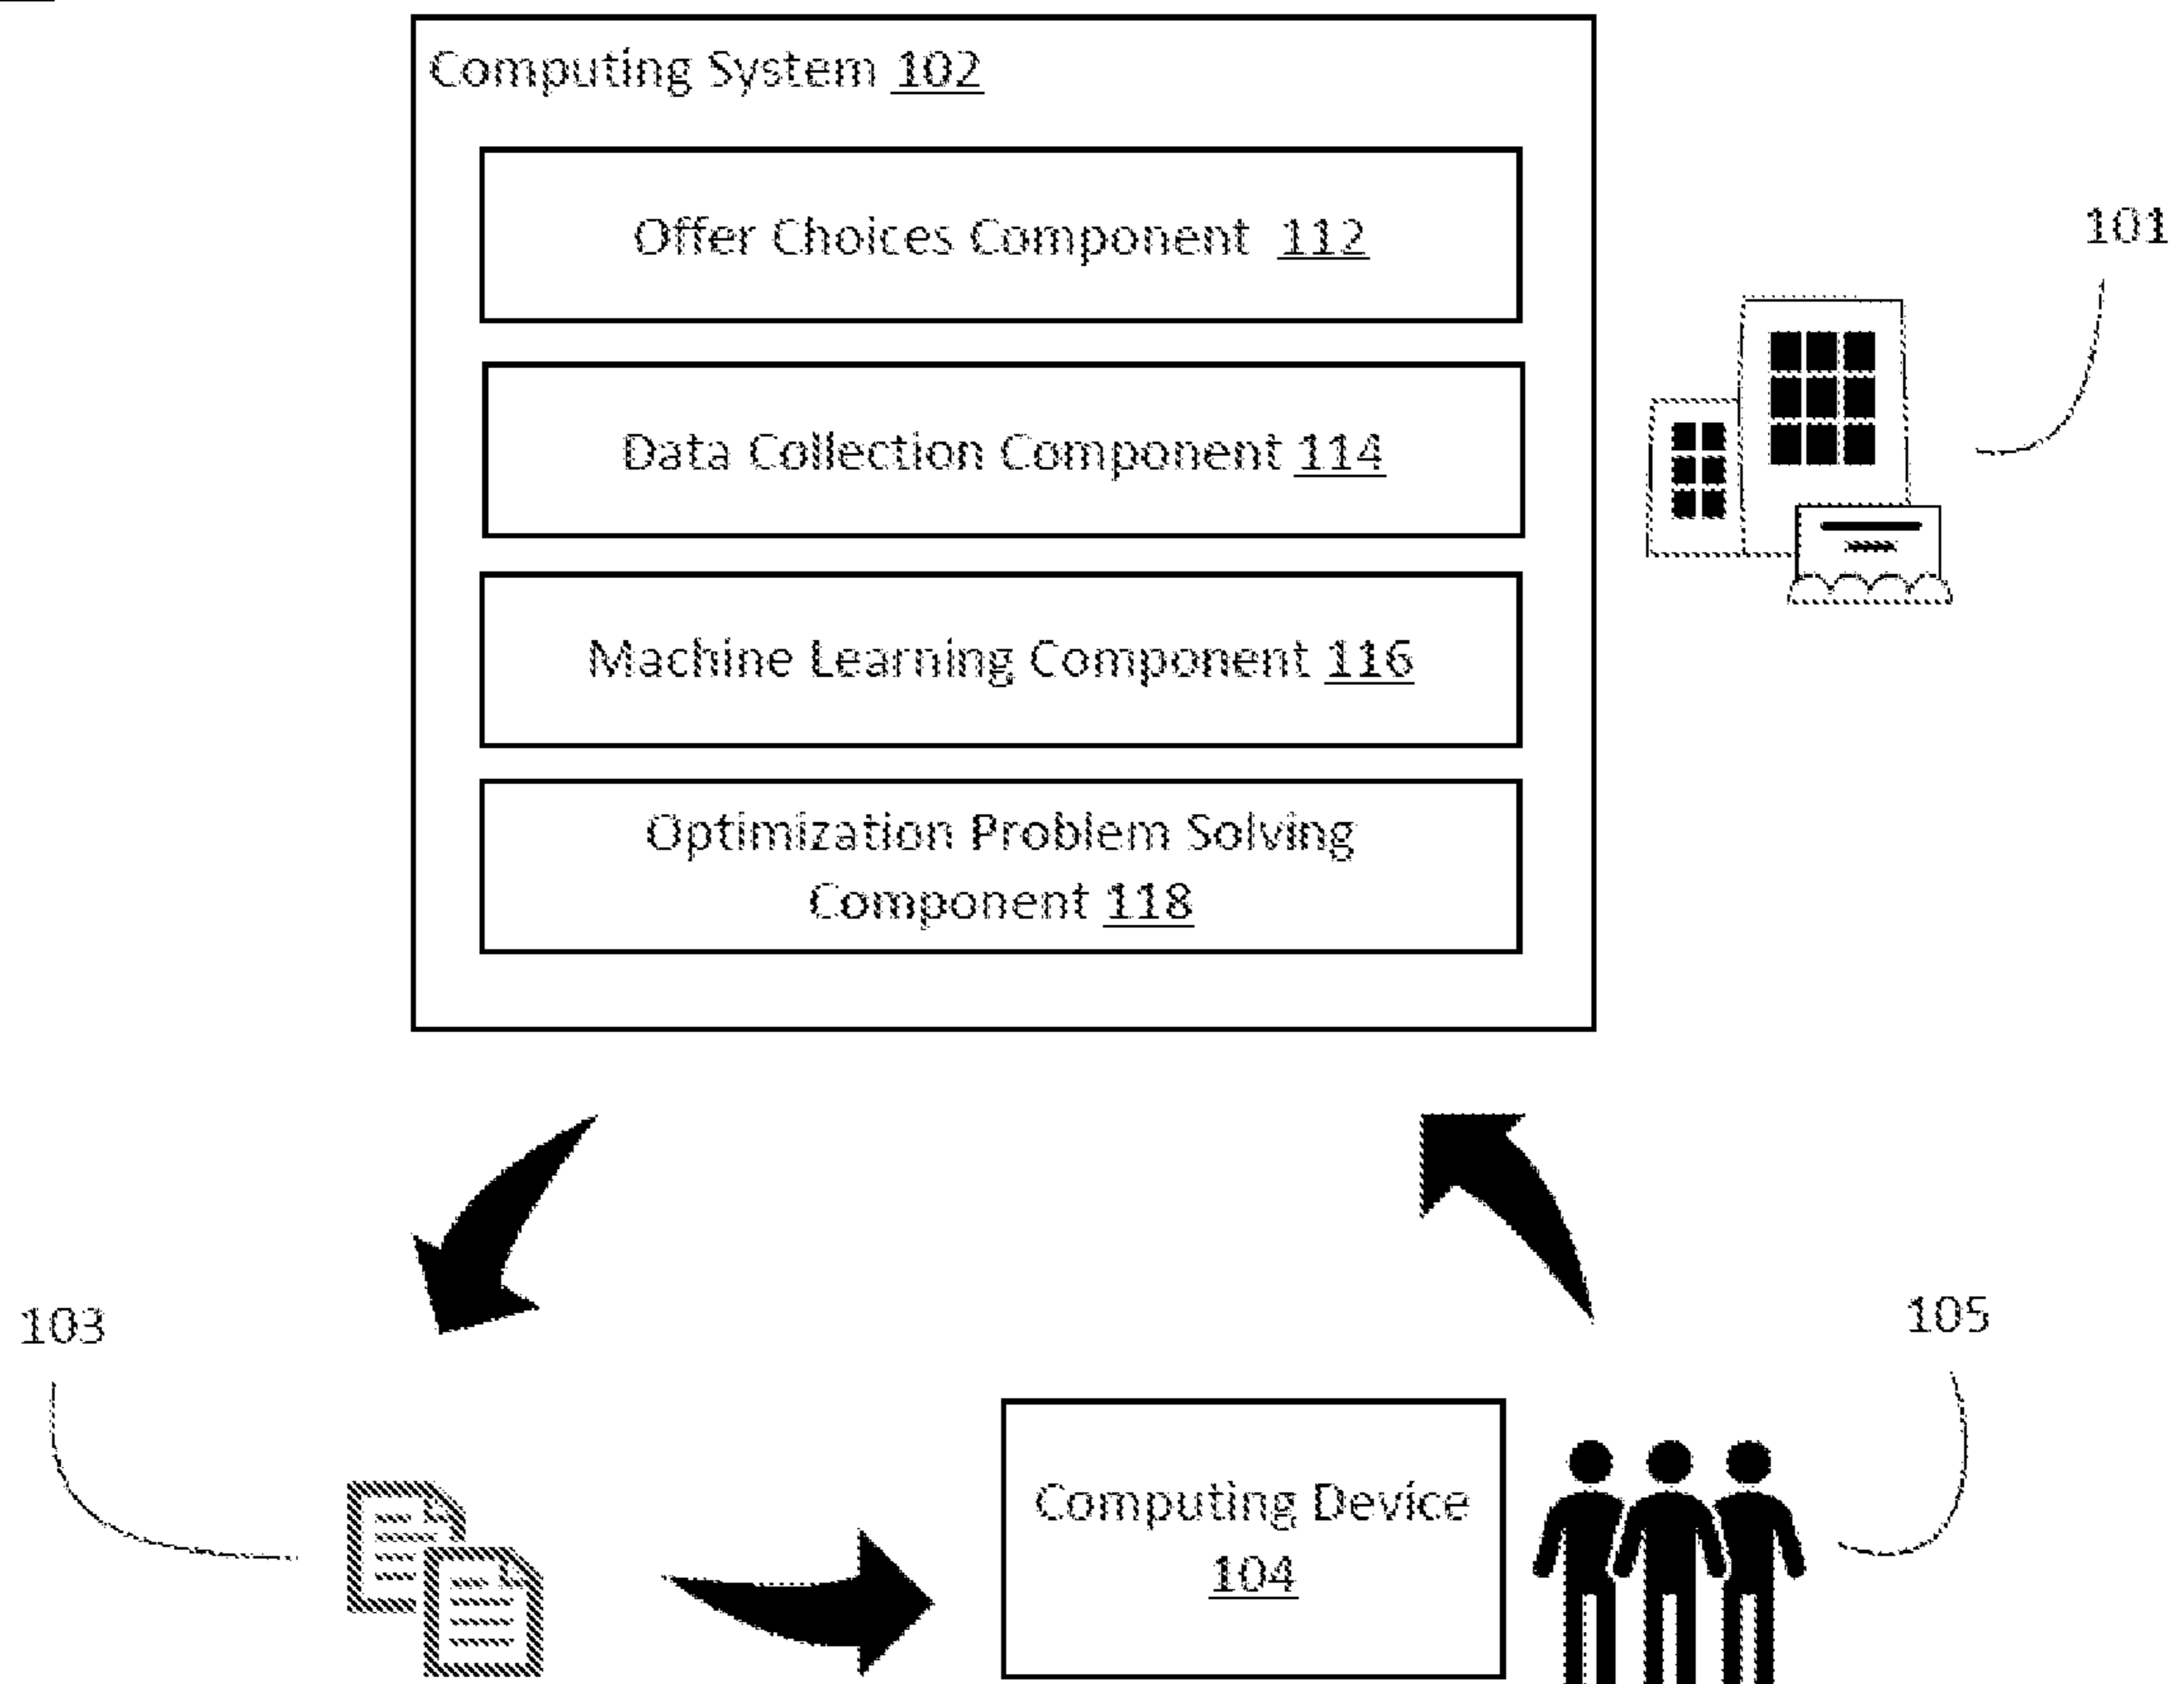 Computing System 102
Offer Choices Component 112
101
Data Collection Component 114
Machine Learning Component 116
Optimization Problem Solving
Component 118
103
105
Computing Device
104